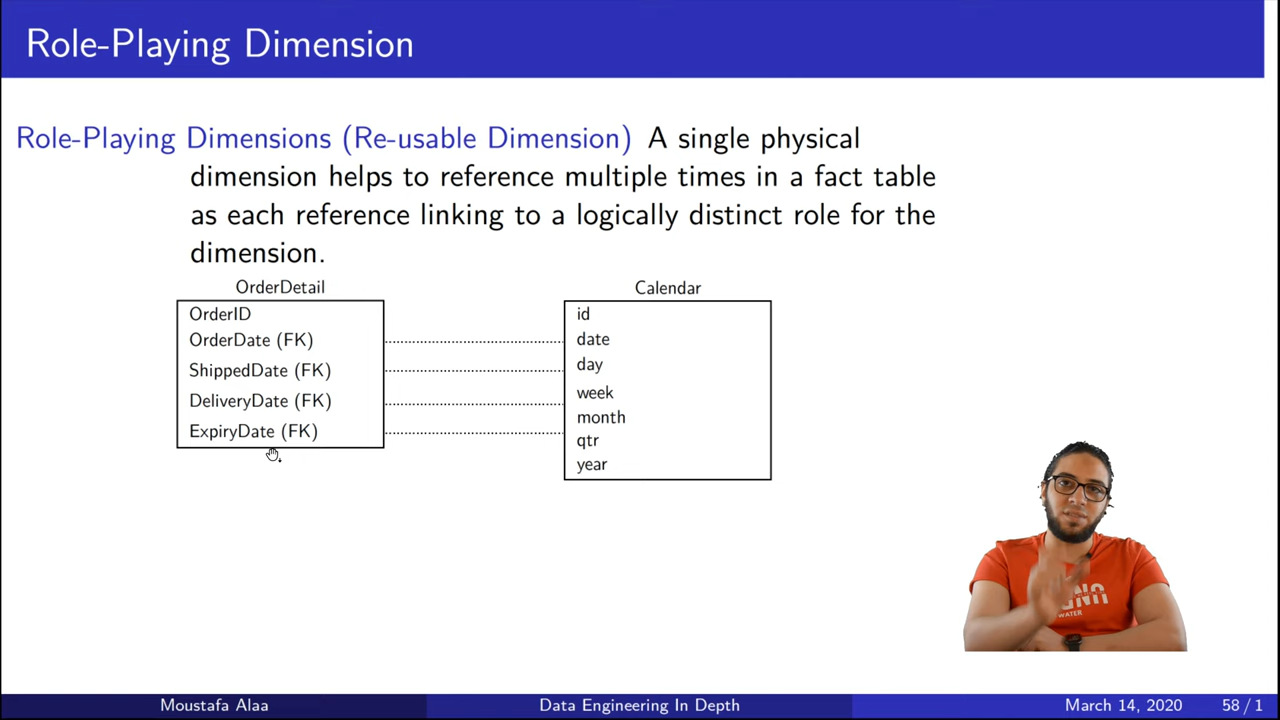 Role-Playing Dimension
Role-Playing Dimensions (Re-usable Dimension) A single physical
dimension helps to reference multiple times in a fact table
as each reference linking to a logically distinct role for the
dimension.
OrderDetail
OrderID
OrderDate (FK)
ShippedDate (FK)
DeliveryDate (FK)
ExpiryDate (FK)
Calendar
id
date
day
week
month
qtr
year
WATER
Moustafa Alaa
Data Engineering In Depth
March 14, 2020
58 / 1